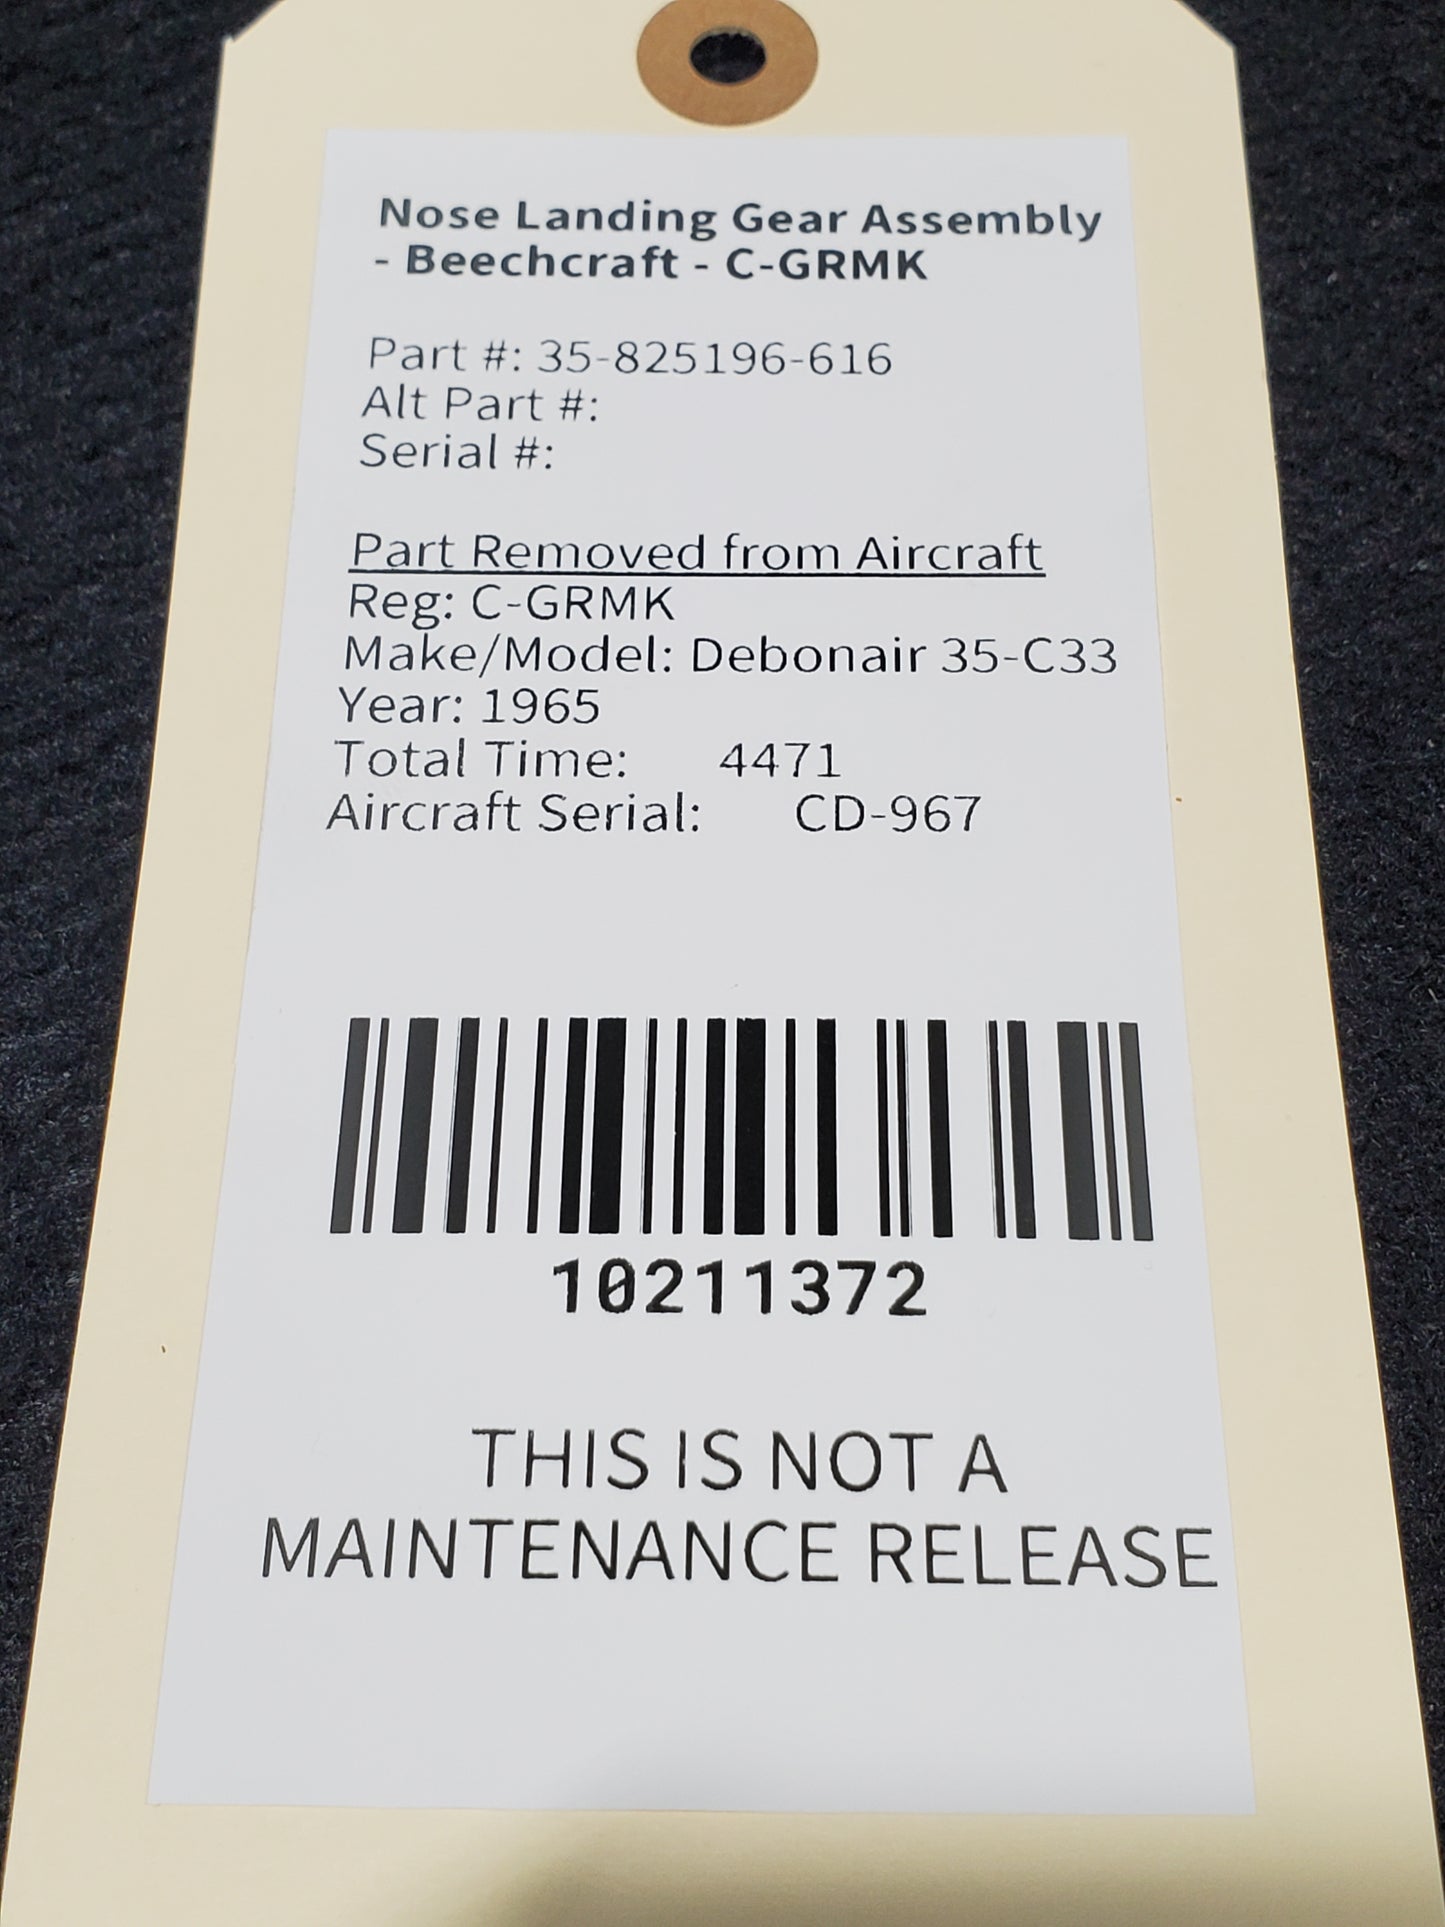 Nose Landing Gear Assembly
- Beechcraft - C-GRMK
Part #: 35-825196-616
Alt Part #:
Serial #:
Part Removed from Aircraft
Reg: C-GRMK
Make/Model: Debonair 35-C33
Year: 1965
Total Time: 4471
Aircraft Serial: CD-967
10211372
THIS IS NOT A
MAINTENANCE RELEASE